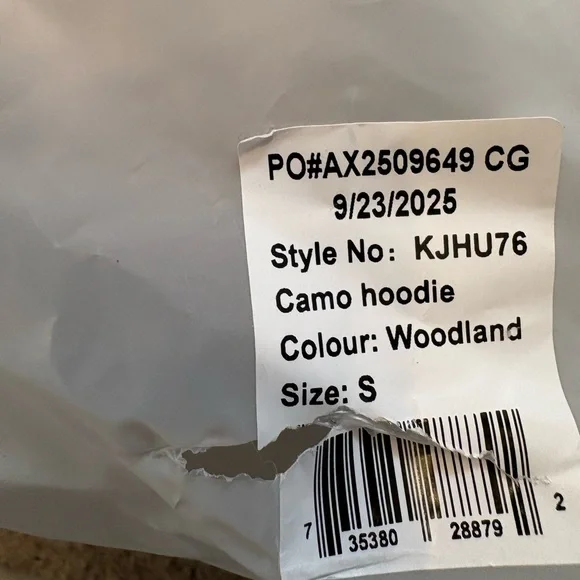 PO#AX2509649 CG
9/23/2025
Style No: KJHU76
Camo hoodie
Colour: Woodland
Size: S
7 35380 28879 2